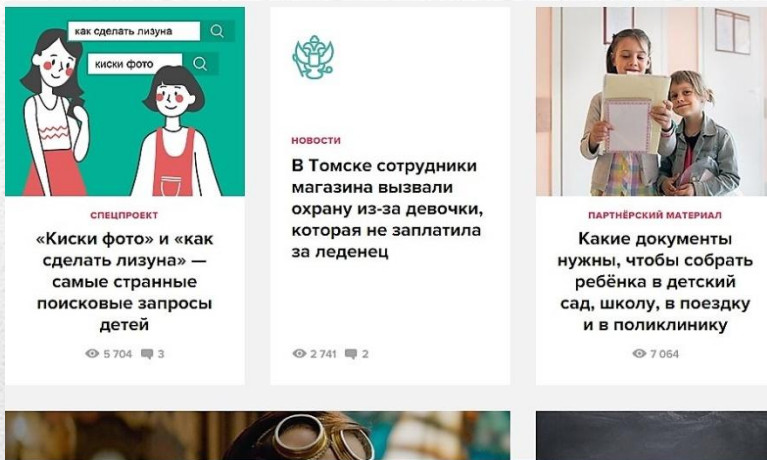 как сделать лизуна
киски фото
СПЕЦПРОЕКТ
«Киски фото» и «как
сделать лизуна» —
самые странные
поисковые запросы
детей
5 704 3
НОВОСТИ
В Томске сотрудники
магазина вызвали
охрану из-за девочки,
которая не заплатила
за леденец
2 741 2
ПАРТНЁРСКИЙ МАТЕРИАЛ
Какие документы
нужны, чтобы собрать
ребёнка в детский
сад, школу, в поездку
и в поликлинику
7 064